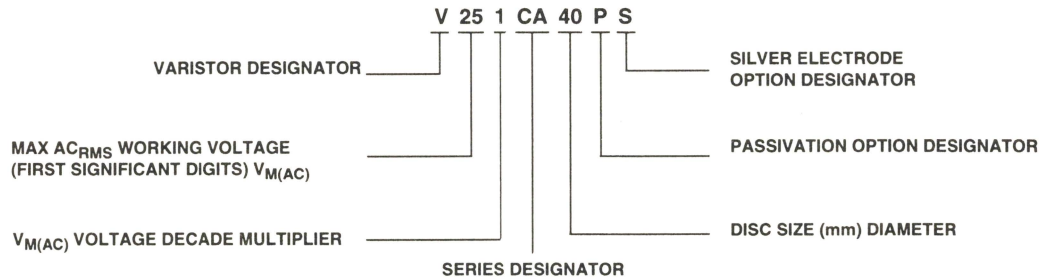 V 25 1 CA 40 P S
VARISTOR DESIGNATOR
SILVER ELECTRODE
OPTION DESIGNATOR
MAX ACRMS WORKING VOLTAGE
(FIRST SIGNIFICANT DIGITS) VM(AC)
PASSIVATION OPTION DESIGNATOR
VM(AC) VOLTAGE DECADE MULTIPLIER
DISC SIZE (mm) DIAMETER
SERIES DESIGNATOR